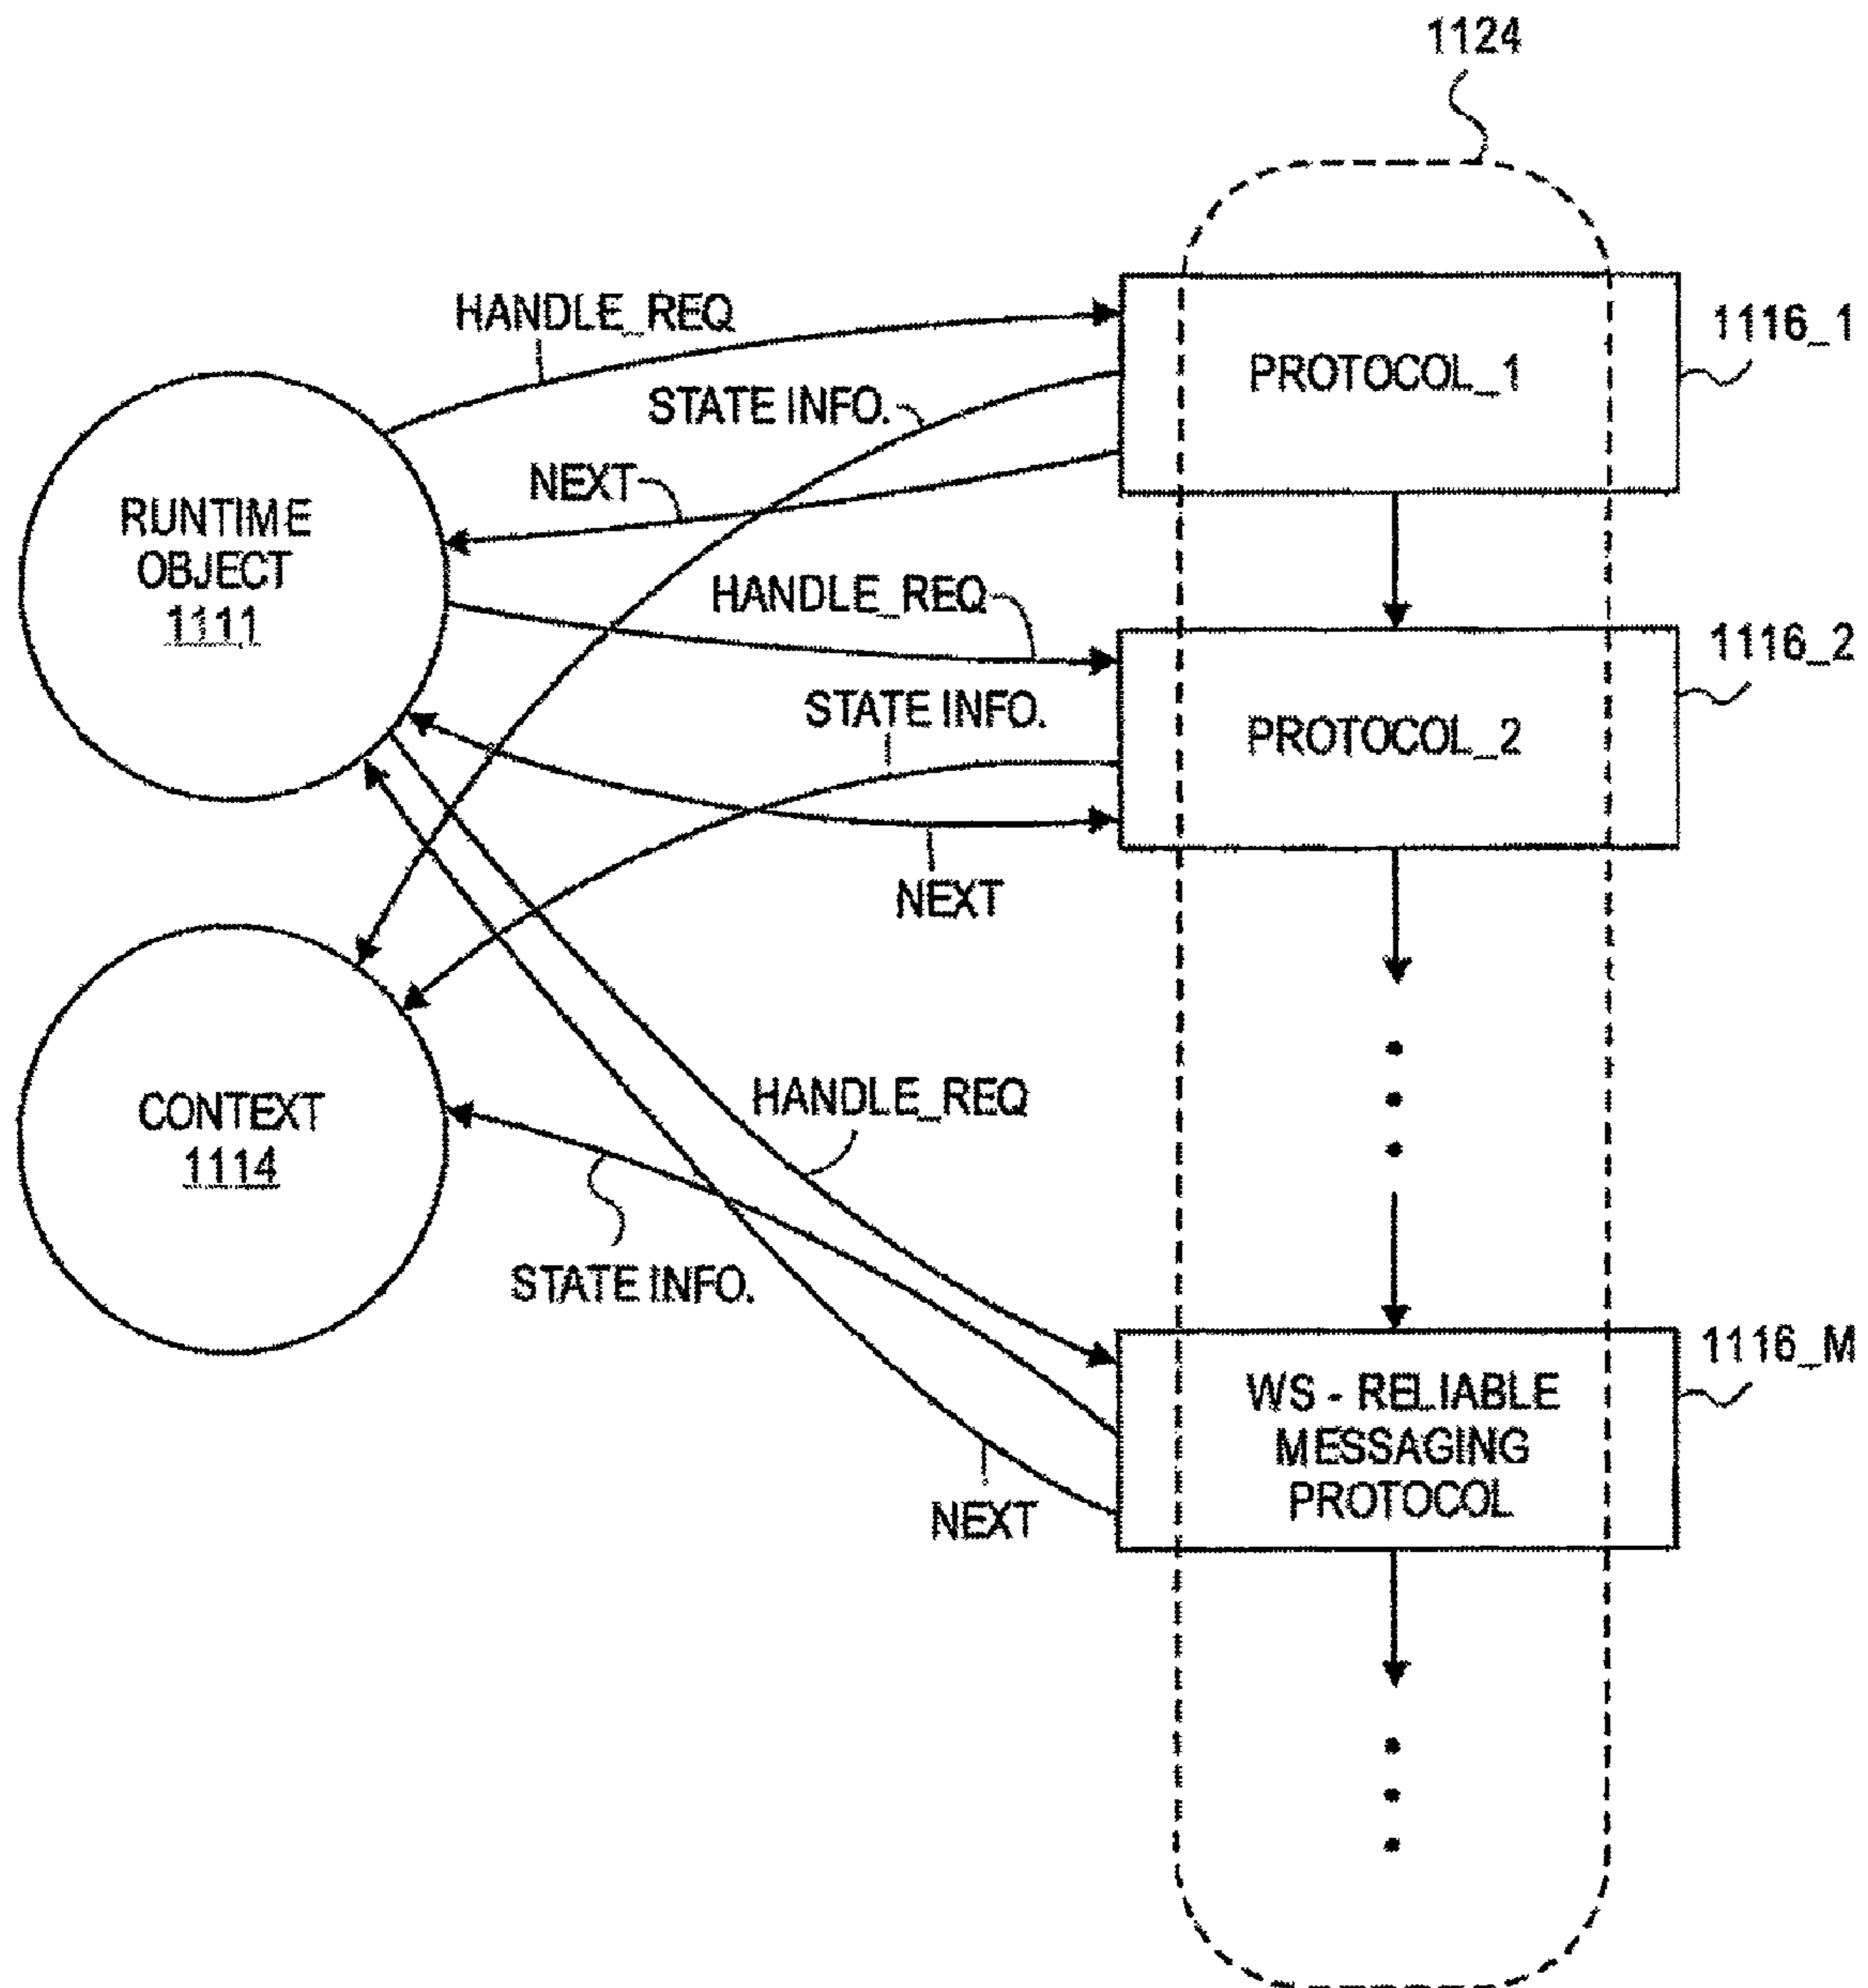 1124
HANDLE_REQ
1116_1
PROTOCOL_1
STATE INFO.
NEXT
RUNTIME
OBJECT
1111
HANDLE_REQ
1116_2
STATE INFO.
PROTOCOL_2
NEXT
HANDLE_REQ
CONTEXT
1114
STATE INFO.
1116_M
WS - RELIABLE
MESSAGING
PROTOCOL
NEXT